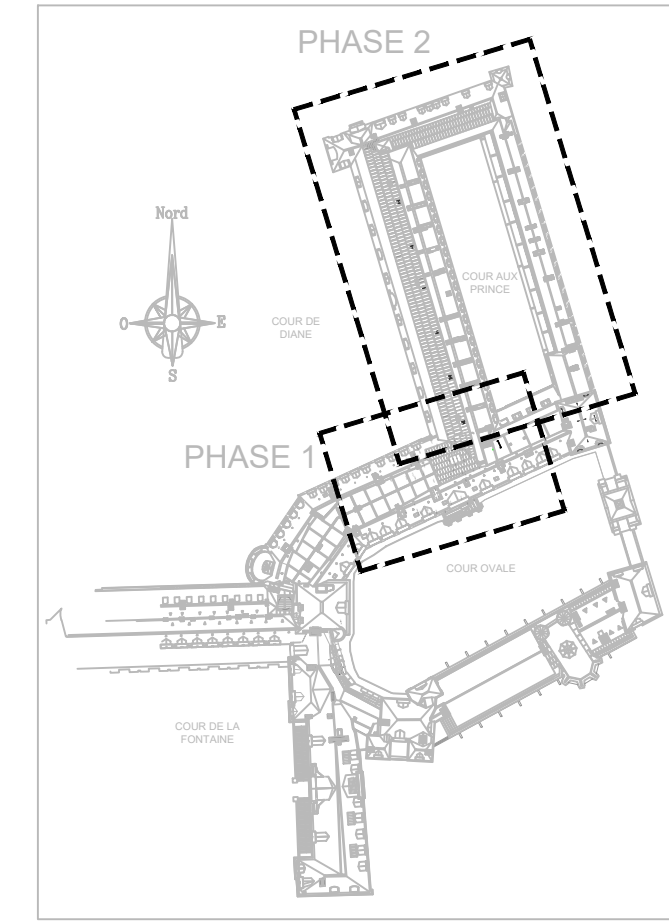 PHASE 2
Nord
O
E
S
COUR AUX
PRINCE
COUR DE
DIANE
PHASE 1
COUR OVALE
COUR DE LA
FONTAINE